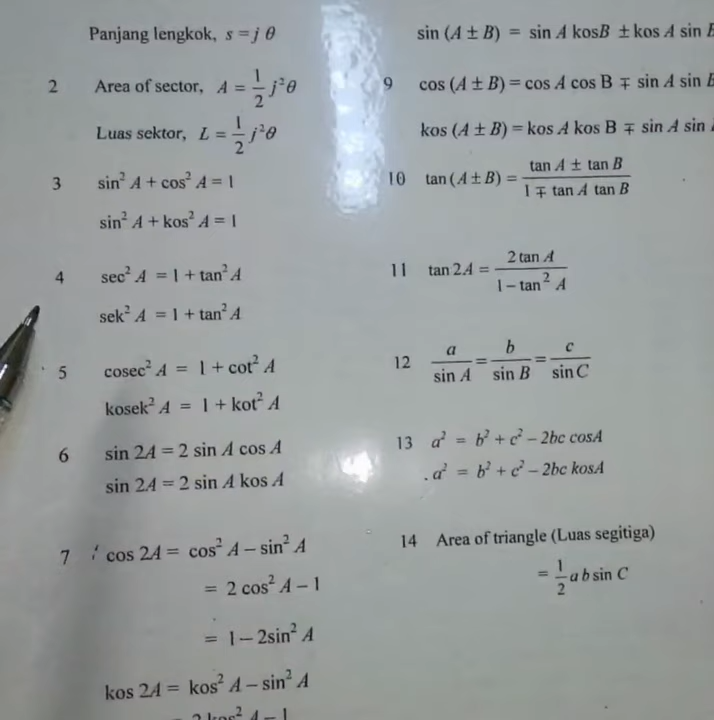 Panjang lengkok, s = j θ
2 Area of sector, A = 1/2 j²θ
Luas sektor, L = 1/2 j²θ
3 sin² A + cos² A = 1
sin² A + kos² A = 1
4 sec² A = 1 + tan² A
sek² A = 1 + tan² A
5 cosec² A = 1 + cot² A
kosek² A = 1 + kot² A
6 sin 2A = 2 sin A cos A
sin 2A = 2 sin A kos A
7 cos 2A = cos² A – sin² A
= 2 cos² A – 1
= 1 – 2sin² A
kos 2A = kos² A – sin² A
= 2 kos² A – 1
sin (A ± B) = sin A kosB ± kos A sin B
9 cos (A ± B) = cos A cos B ∓ sin A sin B
kos (A ± B) = kos A kos B ∓ sin A sin
10 tan (A ± B) = (tan A ± tan B)/(1 ∓ tan A tan B)
11 tan 2A = (2 tan A)/(1 – tan² A)
12 a/(sin A) = b/(sin B) = c/(sin C)
13 a² = b² + c² – 2bc cosA
a² = b² + c² – 2bc kosA
14 Area of triangle (Luas segitiga)
= 1/2 a b sin C